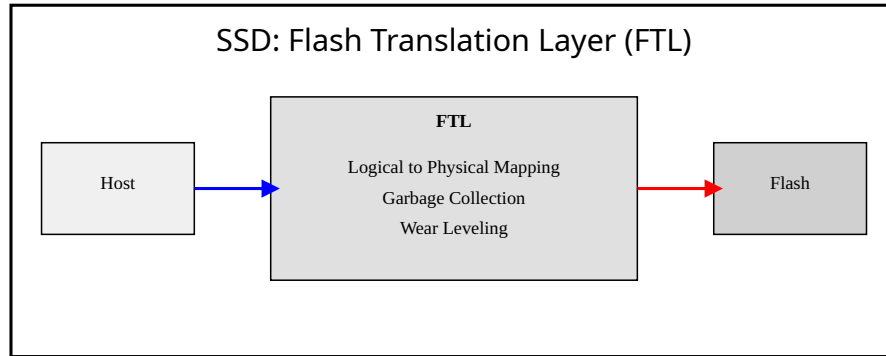 SSD: Flash Translation Layer (FTL)
Host
FTL
Logical to Physical Mapping
Garbage Collection
Wear Leveling
Flash